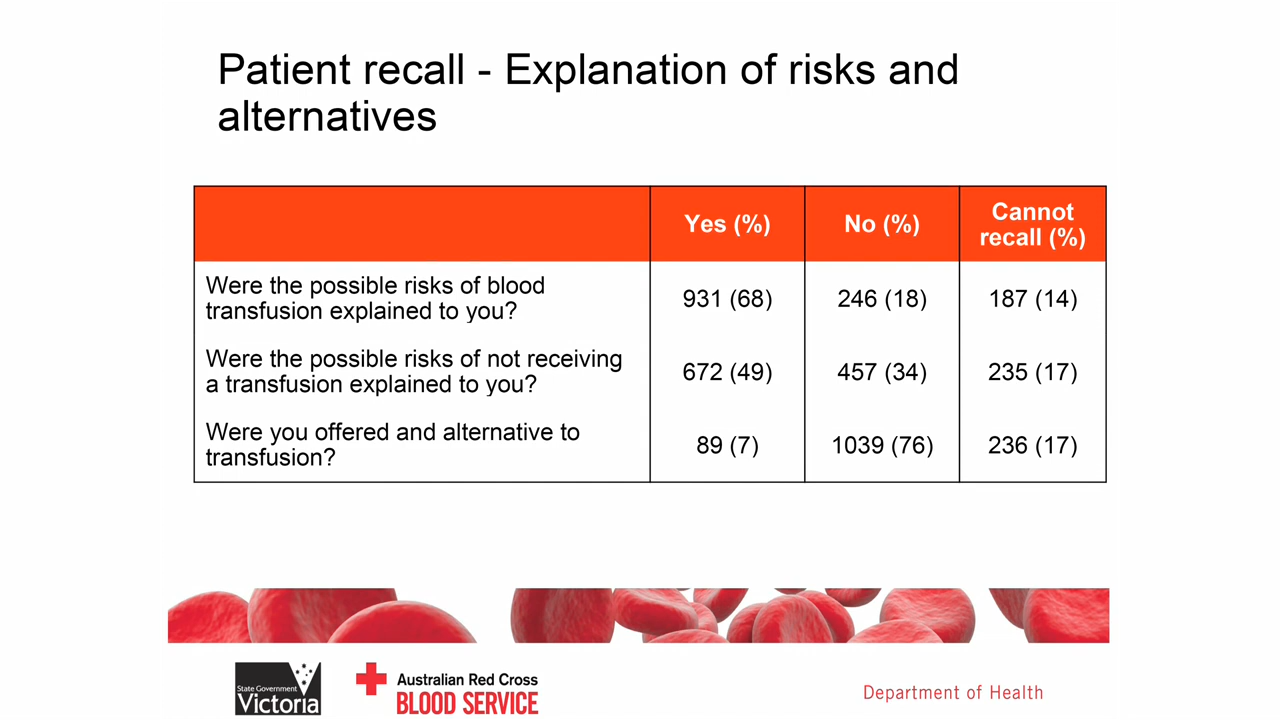 Patient recall - Explanation of risks and
alternatives
Yes (%)
No (%)
Cannot
recall (%)
Were the possible risks of blood
transfusion explained to you?
931 (68)
246 (18)
187 (14)
Were the possible risks of not receiving
a transfusion explained to you?
672 (49)
457 (34)
235 (17)
Were you offered and alternative to
transfusion?
89 (7)
1039 (76)
236 (17)
State Government
Victoria
Australian Red Cross
BLOOD SERVICE
Department of Health